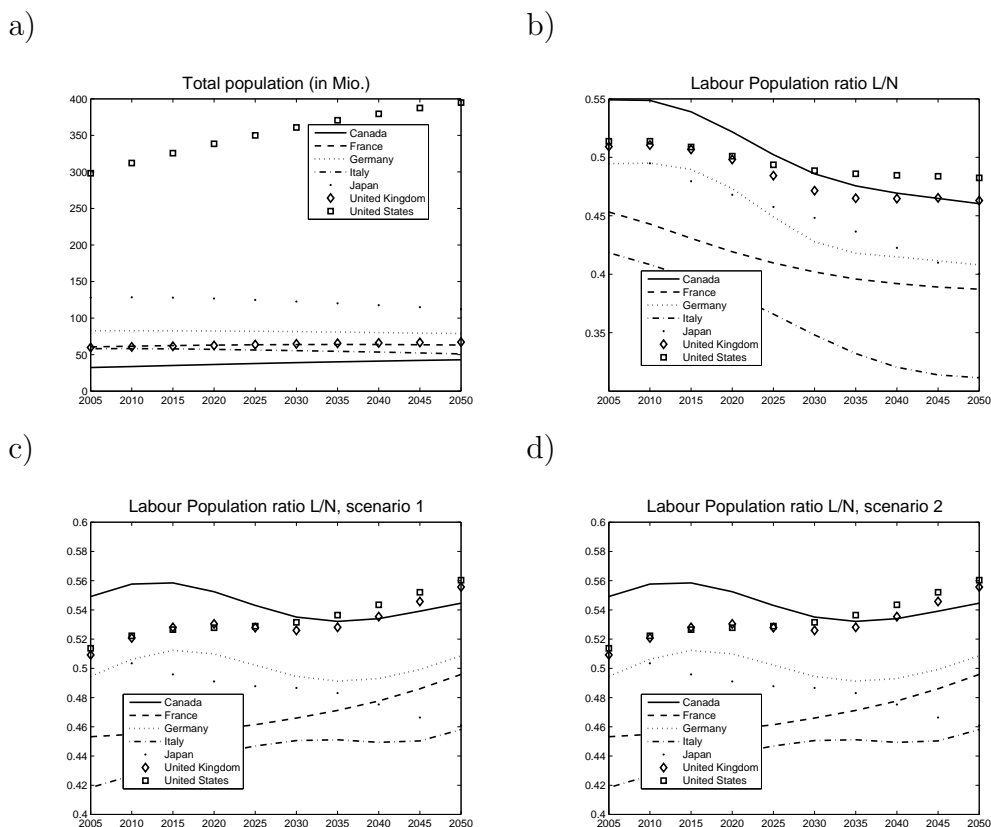 a)
Total population (in Mio.)
400
350
300
250
200
150
100
50
0
2005 2010 2015 2020 2025 2030 2035 2040 2045 2050
Canada
France
Germany
Italy
Japan
United Kingdom
United States
b)
Labour Population ratio L/N
0.55
0.5
0.45
0.4
0.35
2005 2010 2015 2020 2025 2030 2035 2040 2045 2050
Canada
France
Germany
Italy
Japan
United Kingdom
United States
c)
Labour Population ratio L/N, scenario 1
0.6
0.58
0.56
0.54
0.52
0.5
0.48
0.46
0.44
0.42
0.4
2005 2010 2015 2020 2025 2030 2035 2040 2045 2050
Canada
France
Germany
Italy
Japan
United Kingdom
United States
d)
Labour Population ratio L/N, scenario 2
0.6
0.58
0.56
0.54
0.52
0.5
0.48
0.46
0.44
0.42
0.4
2005 2010 2015 2020 2025 2030 2035 2040 2045 2050
Canada
France
Germany
Italy
Japan
United Kingdom
United States